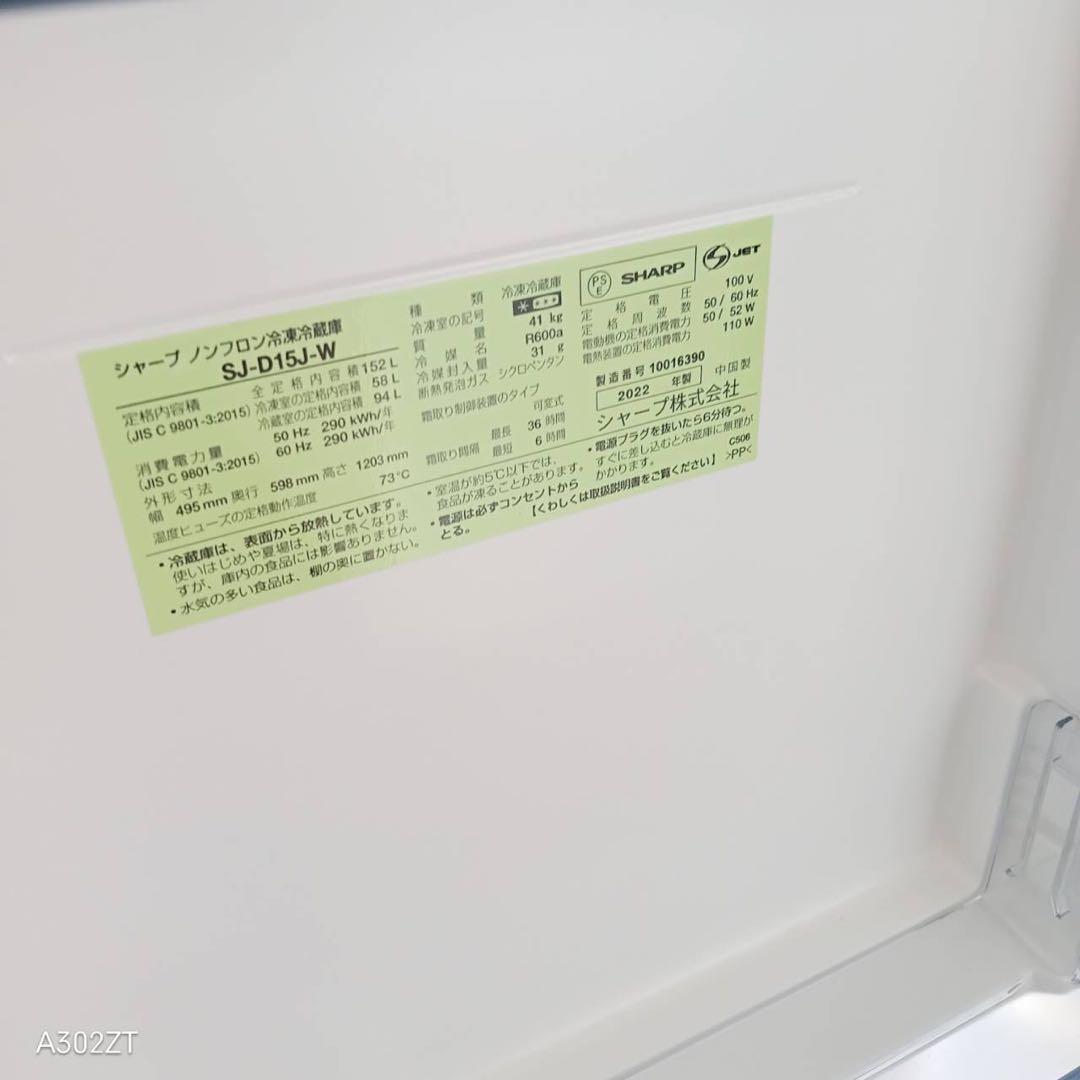 シャープ ノンフロン冷凍冷蔵庫
SJ-D15J-W
定格内容積
(JIS C 9801-3:2015)
全定格内容積 152 L
冷凍室の定格内容積 58 L
冷蔵室の定格内容積 94 L
消費電力量
(JIS C 9801-3:2015)
50 Hz 290 kWh/年
60 Hz 290 kWh/年
外形寸法
幅 495 mm 奥行 598 mm 高さ 1203 mm
温度ヒューズの定格動作温度 73℃
種類 冷凍冷蔵庫
冷凍室の記号
質量 41 kg
冷媒名 R600a
冷媒封入量 31 g
断熱発泡ガス シクロペンタン
霜取り制御装置のタイプ
可変式
霜取り間隔 最長 36 時間
最短 6 時間
PS
E
SHARP
JET
定格電圧 100 V
定格周波数 50 / 60 Hz
電動機の定格消費電力 50 / 52 W
電熱装置の定格消費電力 110 W
製造番号 10016390
2022 年製
中国製
シャープ株式会社
•冷蔵庫は、表面から放熱しています。
使いはじめや夏場は、特に熱くなりま
すが、庫内の食品には影響ありません。
•水気の多い食品は、棚の奥に置かない。
•室温が約5℃以下では、
食品が凍ることがあります。
•電源は必ずコンセントから
とる。
•電源プラグを抜いたら6分待つ。
すぐに差し込むと冷蔵庫に無理が
かかります。
C506
>PP<
【くわしくは取扱説明書をご覧ください】
A302ZT